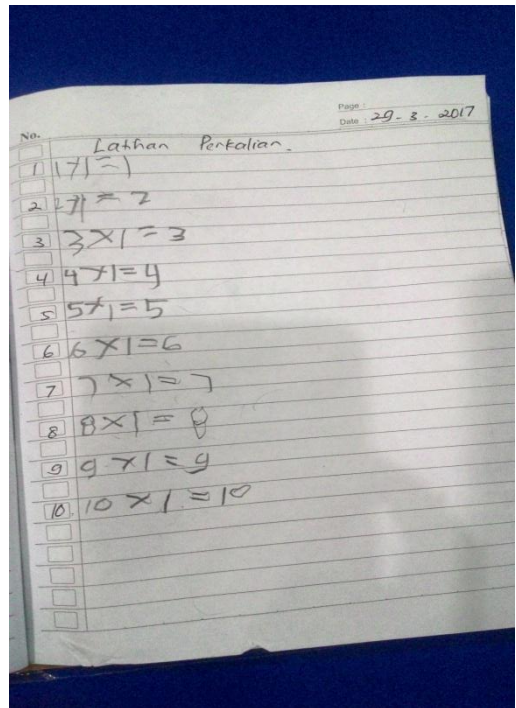 Page :
Date : 29 - 3 - 2017
No.
Latihan Perkalian.
1 1 x 1 = 1
2 2 x 1 = 2
3 3 x 1 = 3
4 4 x 1 = 4
5 5 x 1 = 5
6 6 x 1 = 6
7 7 x 1 = 7
8 8 x 1 = 8
9 9 x 1 = 9
10. 10 x 1 = 10